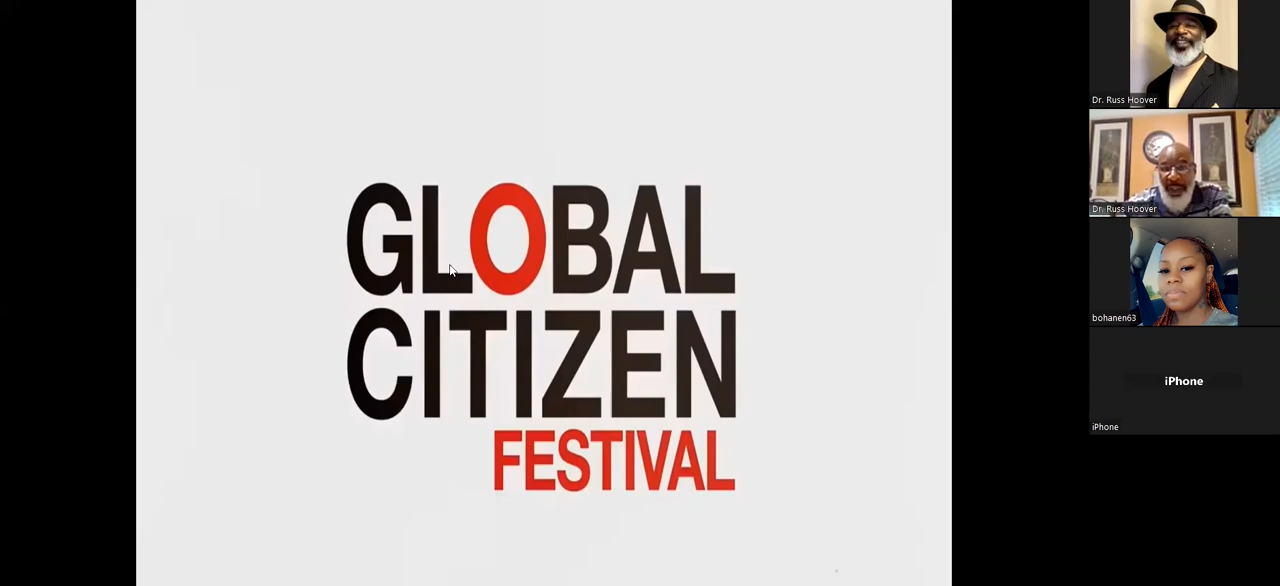 GLOBAL
CITIZEN
FESTIVAL
Dr. Russ Hoover
Dr. Russ Hoover
bohanen63
iPhone
iPhone